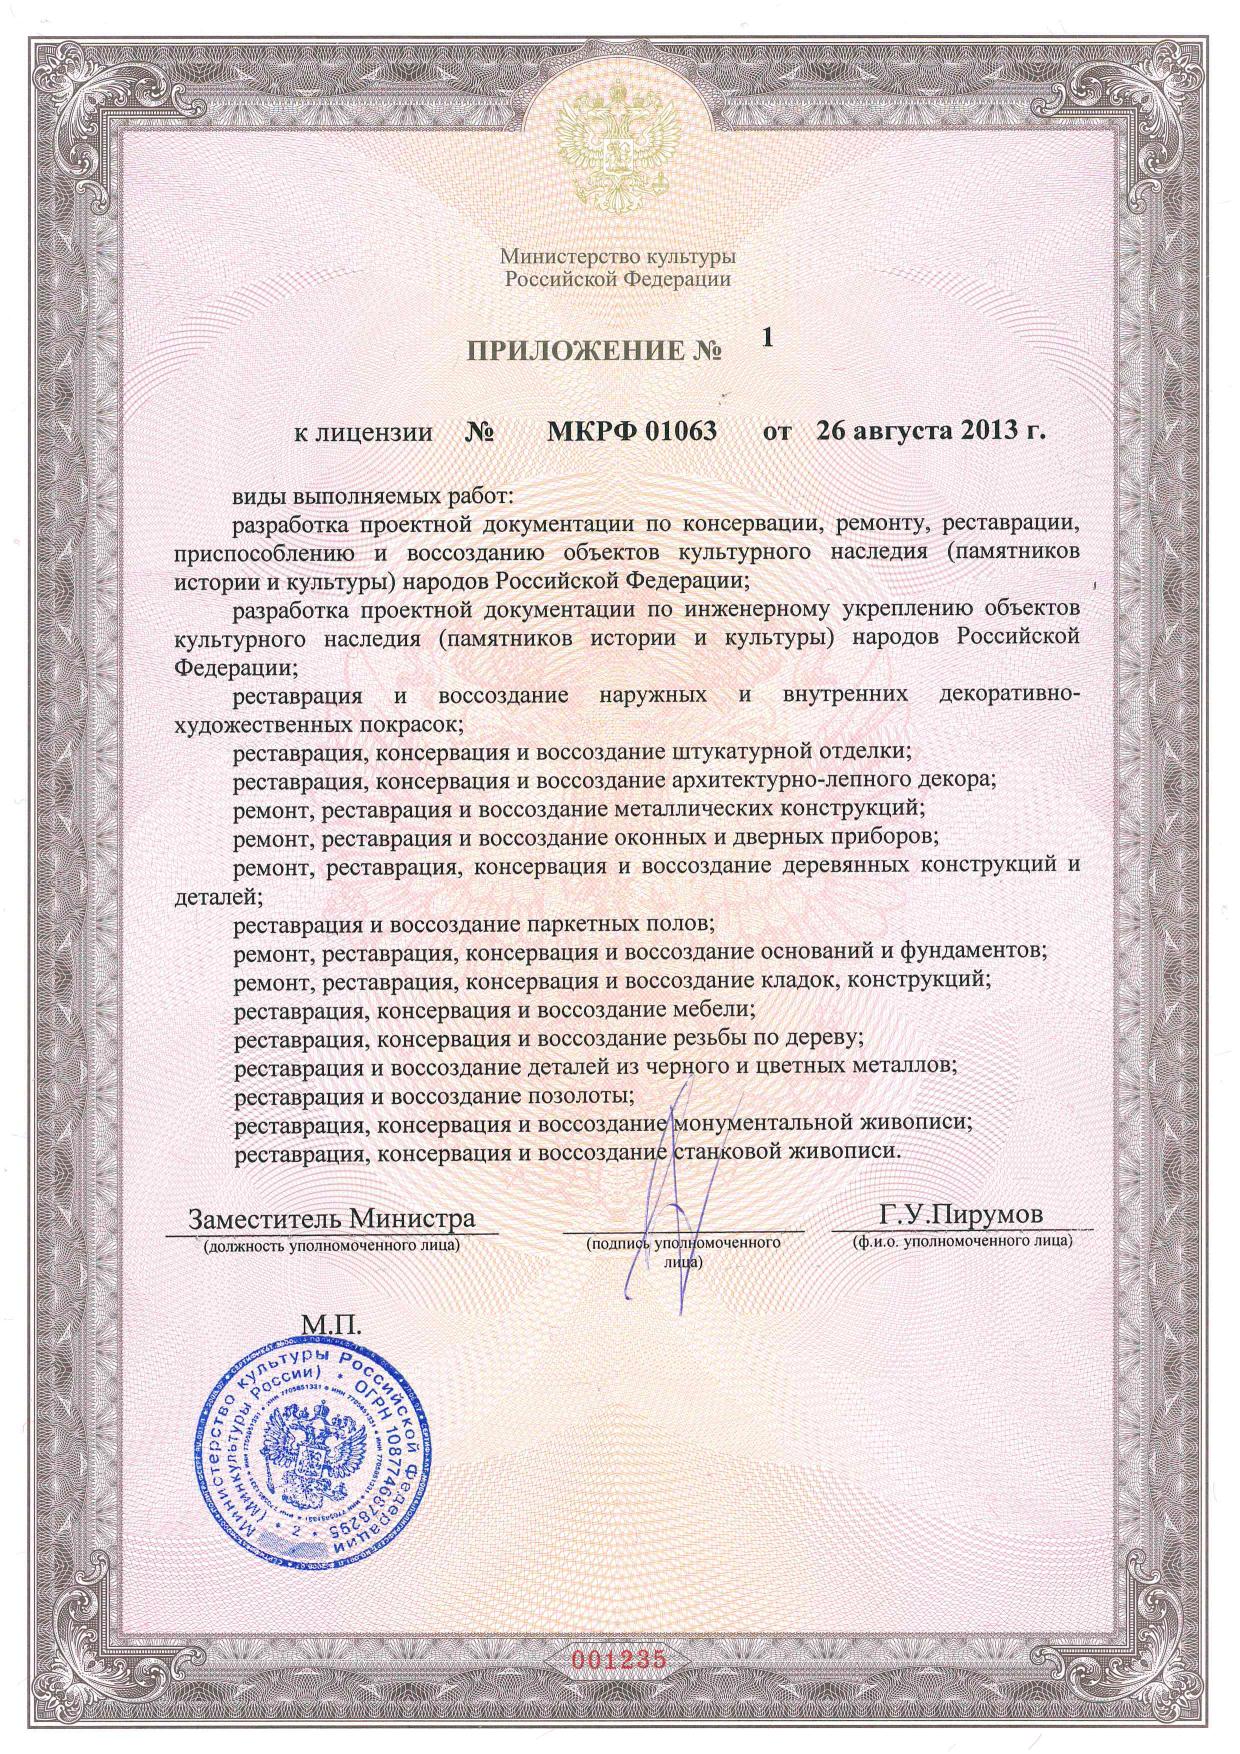 Министерство культуры
Российской Федерации
ПРИЛОЖЕНИЕ № 1
к лицензии № МКРФ 01063 от 26 августа 2013 г.
виды выполняемых работ:
разработка проектной документации по консервации, ремонту, реставрации,
приспособлению и воссозданию объектов культурного наследия (памятников
истории и культуры) народов Российской Федерации;
разработка проектной документации по инженерному укреплению объектов
культурного наследия (памятников истории и культуры) народов Российской
Федерации;
реставрация и воссоздание наружных и внутренних декоративно-
художественных покрасок;
реставрация, консервация и воссоздание штукатурной отделки;
реставрация, консервация и воссоздание архитектурно-лепного декора;
ремонт, реставрация и воссоздание металлических конструкций;
ремонт, реставрация и воссоздание оконных и дверных приборов;
ремонт, реставрация, консервация и воссоздание деревянных конструкций и
деталей;
реставрация и воссоздание паркетных полов;
ремонт, реставрация, консервация и воссоздание оснований и фундаментов;
ремонт, реставрация, консервация и воссоздание кладок, конструкций;
реставрация, консервация и воссоздание мебели;
реставрация, консервация и воссоздание резьбы по дереву;
реставрация и воссоздание деталей из черного и цветных металлов;
реставрация и воссоздание позолоты;
реставрация, консервация и воссоздание монументальной живописи;
реставрация, консервация и воссоздание станковой живописи.
Заместитель Министра
Г.У.Пирумов
(должность уполномоченного лица)
(подпись уполномоченного
лица)
(ф.и.о. уполномоченного лица)
М.П.
Министерство культуры Российской Федерации
(Минкультуры России) • ОГРН 1087746878295 • 2 •
ИНН 7705851331
001235